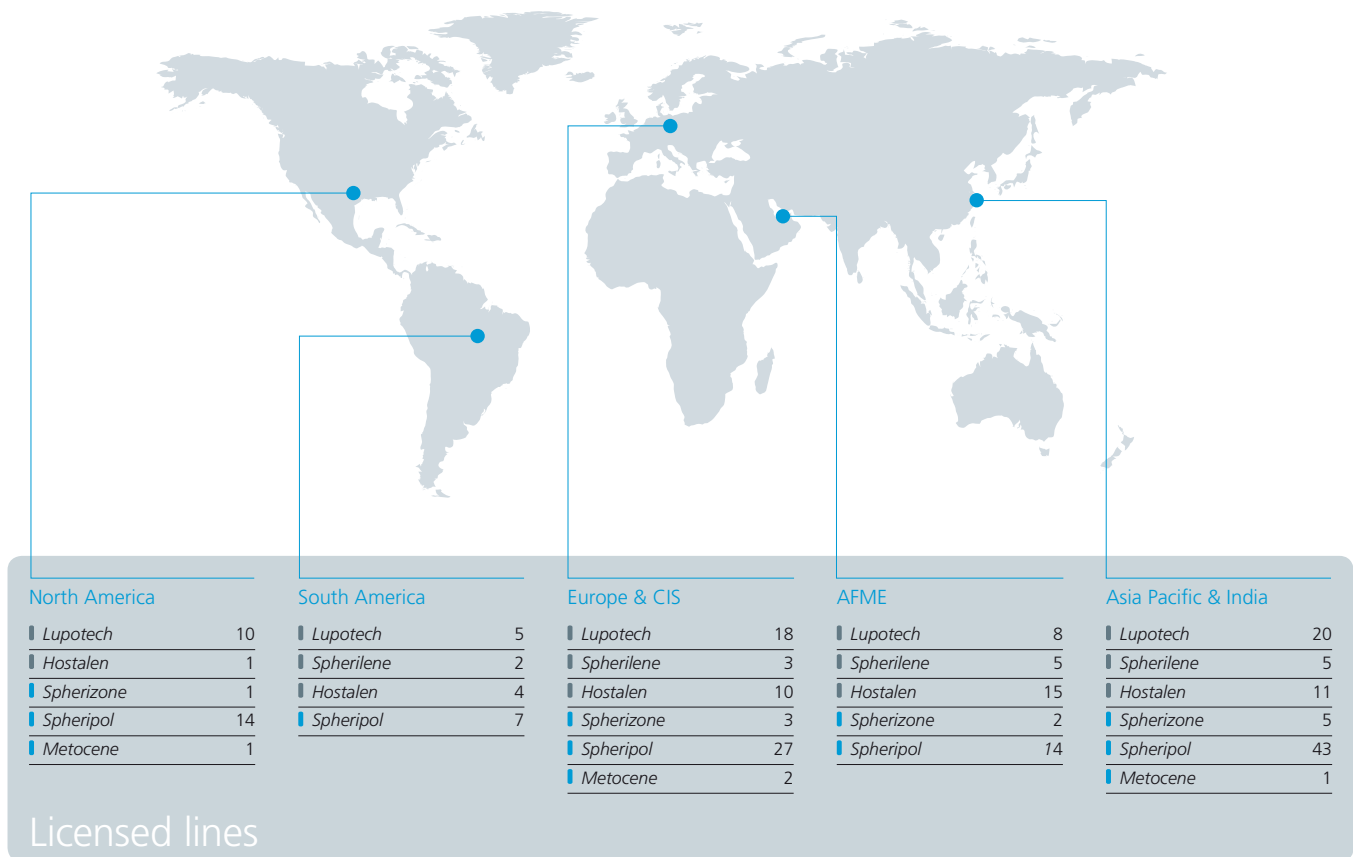 North America
Lupotech 10
Hostalen 1
Spherizone 1
Spheripol 14
Metocene 1
South America
Lupotech 5
Spherilene 2
Hostalen 4
Spheripol 7
Europe & CIS
Lupotech 18
Spherilene 3
Hostalen 10
Spherizone 3
Spheripol 27
Metocene 2
AFME
Lupotech 8
Spherilene 5
Hostalen 15
Spherizone 2
Spheripol 14
Asia Pacific & India
Lupotech 20
Spherilene 5
Hostalen 11
Spherizone 5
Spheripol 43
Metocene 1
Licensed lines